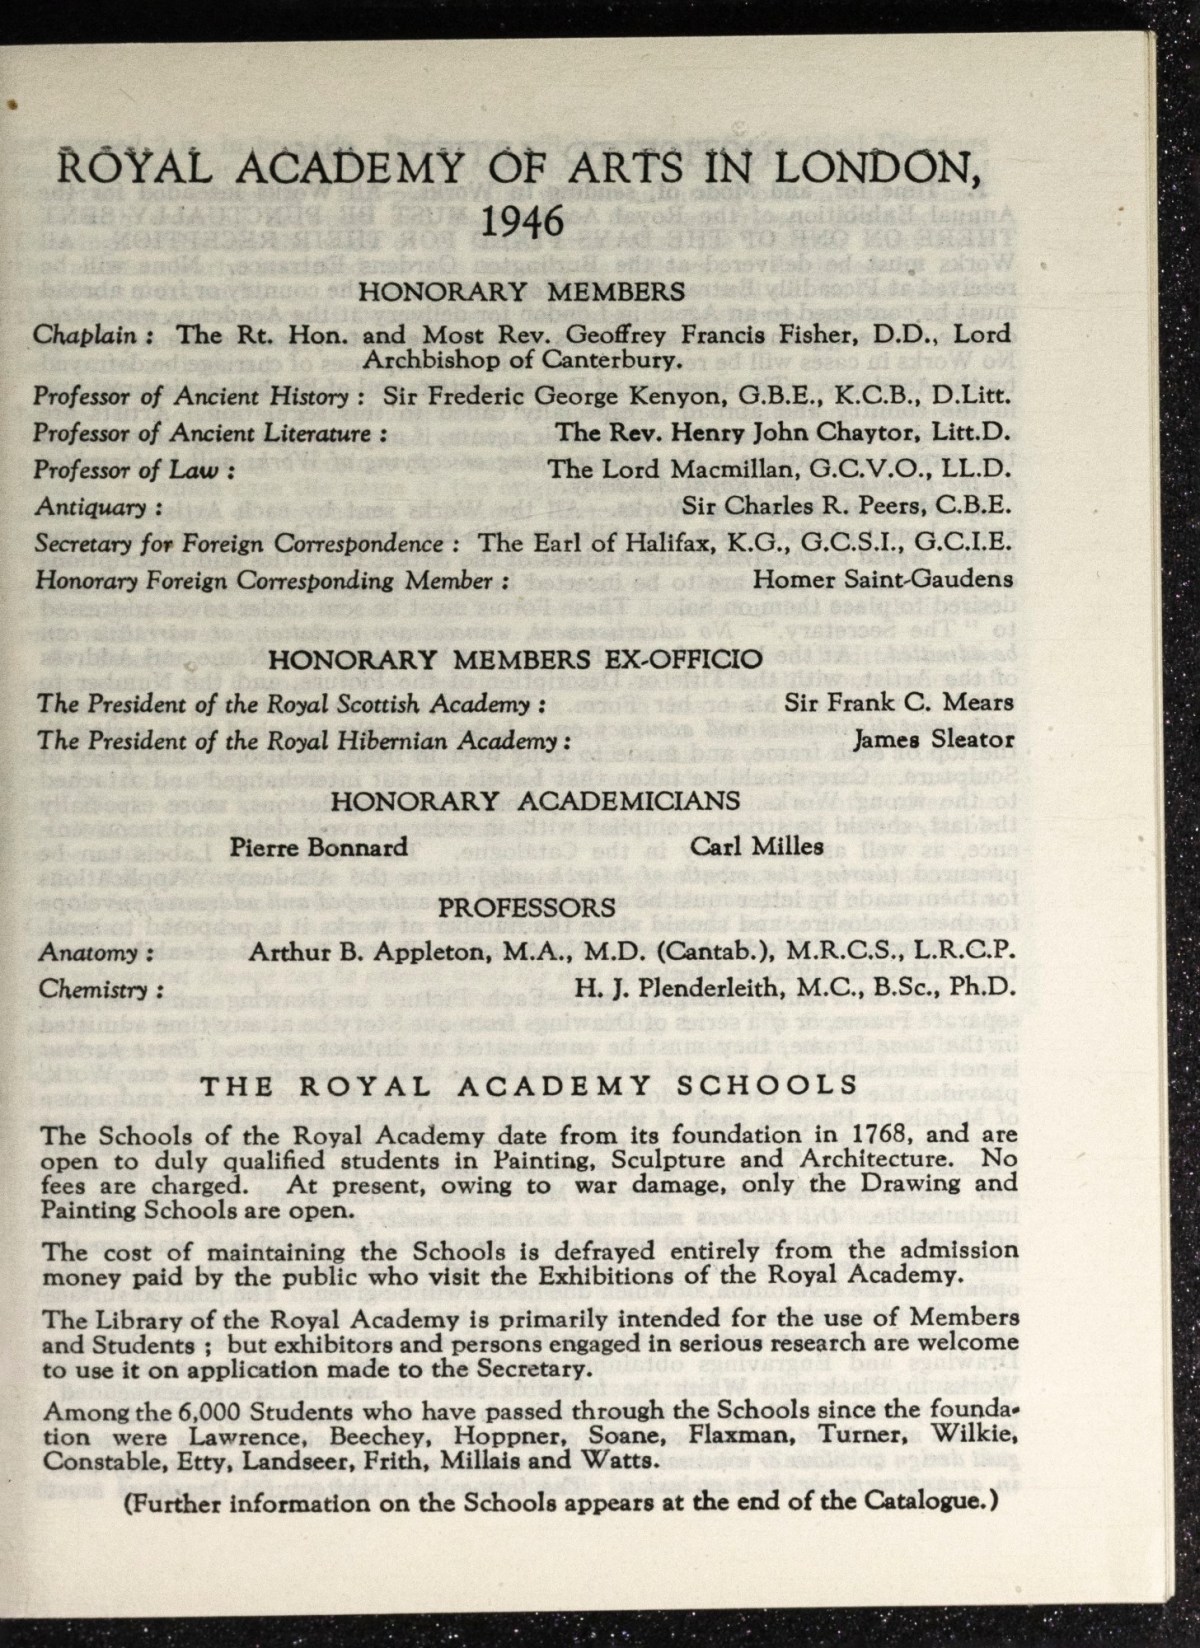 ROYAL ACADEMY OF ARTS IN LONDON,
1946
HONORARY MEMBERS
Chaplain : The Rt. Hon. and Most Rev. Geoffrey Francis Fisher, D.D., Lord
Archbishop of Canterbury.
Professor of Ancient History : Sir Frederic George Kenyon, G.B.E., K.C.B., D.Litt.
Professor of Ancient Literature : The Rev. Henry John Chaytor, Litt.D.
Professor of Law : The Lord Macmillan, G.C.V.O., LL.D.
Antiquary : Sir Charles R. Peers, C.B.E.
Secretary for Foreign Correspondence : The Earl of Halifax, K.G., G.C.S.I., G.C.I.E.
Honorary Foreign Corresponding Member : Homer Saint-Gaudens
HONORARY MEMBERS EX-OFFICIO
The President of the Royal Scottish Academy : Sir Frank C. Mears
The President of the Royal Hibernian Academy : James Sleator
HONORARY ACADEMICIANS
Pierre Bonnard Carl Milles
PROFESSORS
Anatomy : Arthur B. Appleton, M.A., M.D. (Cantab.), M.R.C.S., L.R.C.P.
Chemistry : H. J. Plenderleith, M.C., B.Sc., Ph.D.
THE ROYAL ACADEMY SCHOOLS
The Schools of the Royal Academy date from its foundation in 1768, and are
open to duly qualified students in Painting, Sculpture and Architecture. No
fees are charged. At present, owing to war damage, only the Drawing and
Painting Schools are open.
The cost of maintaining the Schools is defrayed entirely from the admission
money paid by the public who visit the Exhibitions of the Royal Academy.
The Library of the Royal Academy is primarily intended for the use of Members
and Students ; but exhibitors and persons engaged in serious research are welcome
to use it on application made to the Secretary.
Among the 6,000 Students who have passed through the Schools since the founda-
tion were Lawrence, Beechey, Hoppner, Soane, Flaxman, Turner, Wilkie,
Constable, Etty, Landseer, Frith, Millais and Watts.
(Further information on the Schools appears at the end of the Catalogue.)